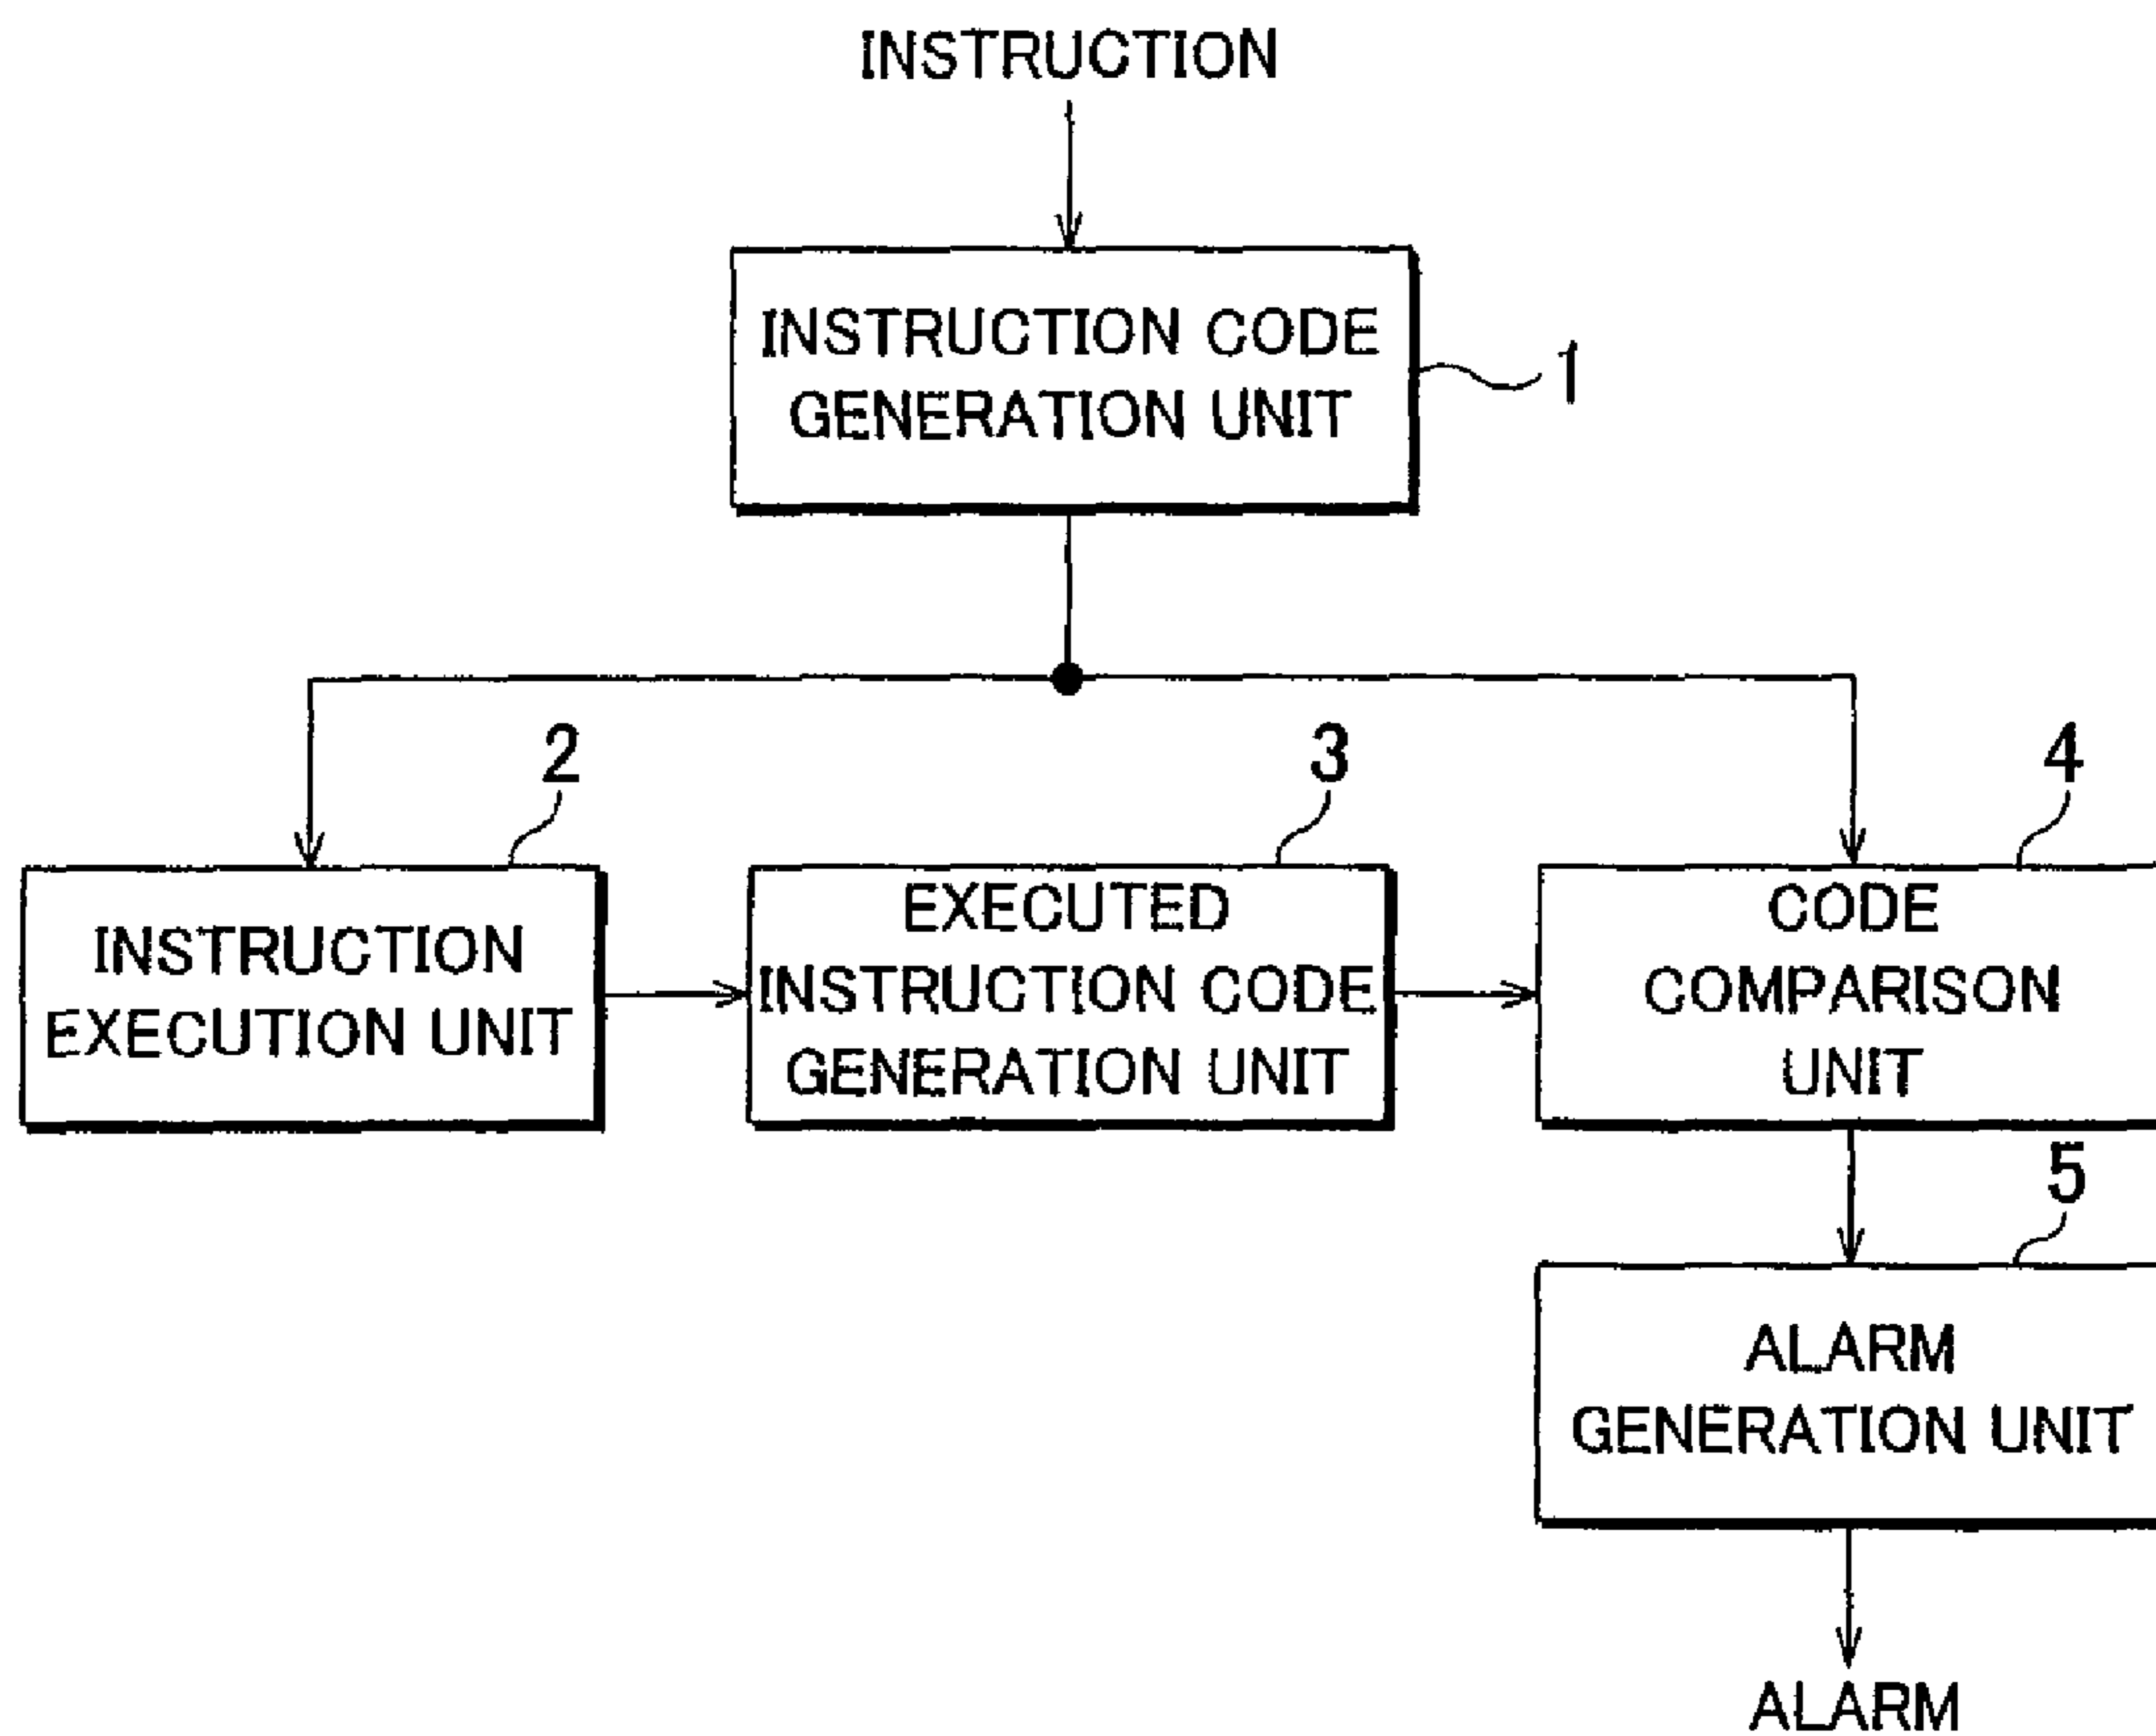 INSTRUCTION
INSTRUCTION CODE
GENERATION UNIT
1
2
3
4
INSTRUCTION
EXECUTION UNIT
EXECUTED
INSTRUCTION CODE
GENERATION UNIT
CODE
COMPARISON
UNIT
5
ALARM
GENERATION UNIT
ALARM